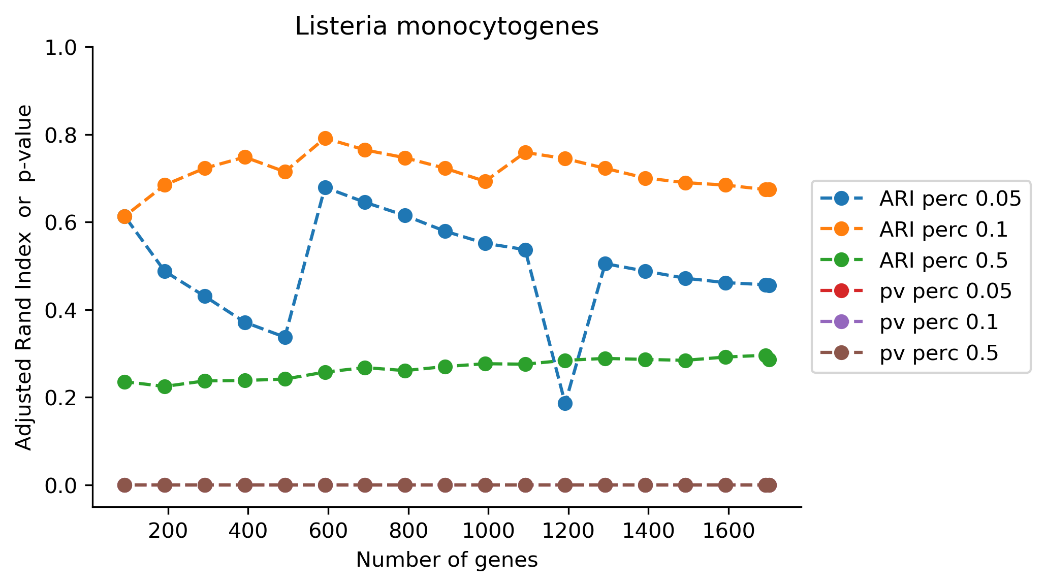 Listeria monocytogenes
Adjusted Rand Index or p-value
1.0
0.8
0.6
0.4
0.2
0.0
200 400 600 800 1000 1200 1400 1600
Number of genes
ARI perc 0.05
ARI perc 0.1
ARI perc 0.5
pv perc 0.05
pv perc 0.1
pv perc 0.5